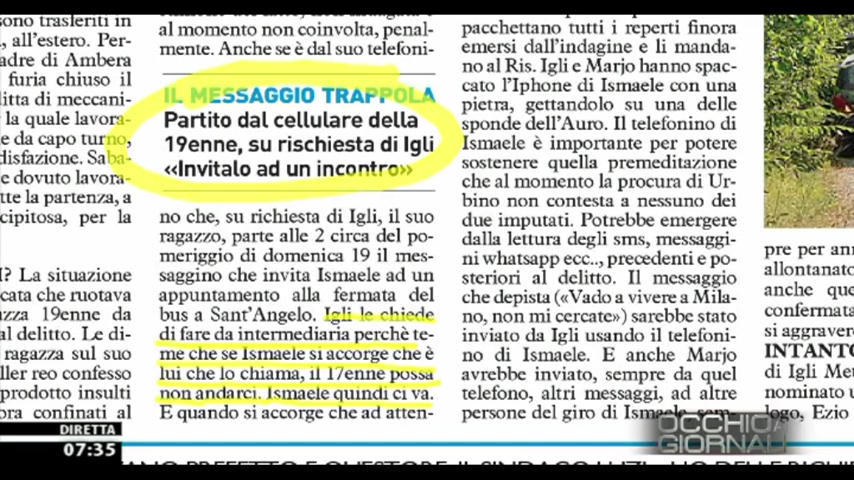 sono trasferiti in
, all'estero. Per-
adre di Ambera
furia chiuso il
litta di meccani-
la quale lavora-
e da capo turno,
disfazione. Saba-
e dovuto lavora-
tte la partenza, a
cipitosa, per la
I? La situazione
cata che ruotava
azza 19enne da
al delitto. Le di-
ragazza sul suo
ller reo confesso
prodotto insulti
ora confinati al
al momento non coinvolta, penal-
mente. Anche se è dal suo telefoni-
IL MESSAGGIO TRAPPOLA
Partito dal cellulare della
19enne, su rischiesta di Igli
«Invitalo ad un incontro»
no che, su richiesta di Igli, il suo
ragazzo, parte alle 2 circa del po-
meriggio di domenica 19 il mes-
saggino che invita Ismaele ad un
appuntamento alla fermata del
bus a Sant'Angelo. Igli le chiede
di fare da intermediaria perchè te-
me che se Ismaele si accorge che è
lui che lo chiama, il 17enne possa
non andarci. Ismaele quindi ci va.
E quando si accorge che ad atten-
pacchettano tutti i reperti finora
emersi dall'indagine e li manda-
no al Ris. Igli e Marjo hanno spac-
cato l'Iphone di Ismaele con una
pietra, gettandolo su una delle
sponde dell'Auro. Il telefonino di
Ismaele è importante per potere
sostenere quella premeditazione
che al momento la procura di Ur-
bino non contesta a nessuno dei
due imputati. Potrebbe emergere
dalla lettura degli sms, messaggi-
ni whatsapp ecc.., precedenti e po-
steriori al delitto. Il messaggio
che depista («Vado a vivere a Mila-
no, non mi cercate») sarebbe stato
inviato da Igli usando il telefoni-
no di Ismaele. E anche Marjo
avrebbe inviato, sempre da quel
telefono, altri messaggi, ad altre
persone del giro di Ismaele, sem-
pre per ann
allontanato
anche que
confermata
si aggraver
INTANTO
di Igli Met
nominato u
logo, Ezio
DIRETTA
07:35
OCCHIO AI
GIORNALI